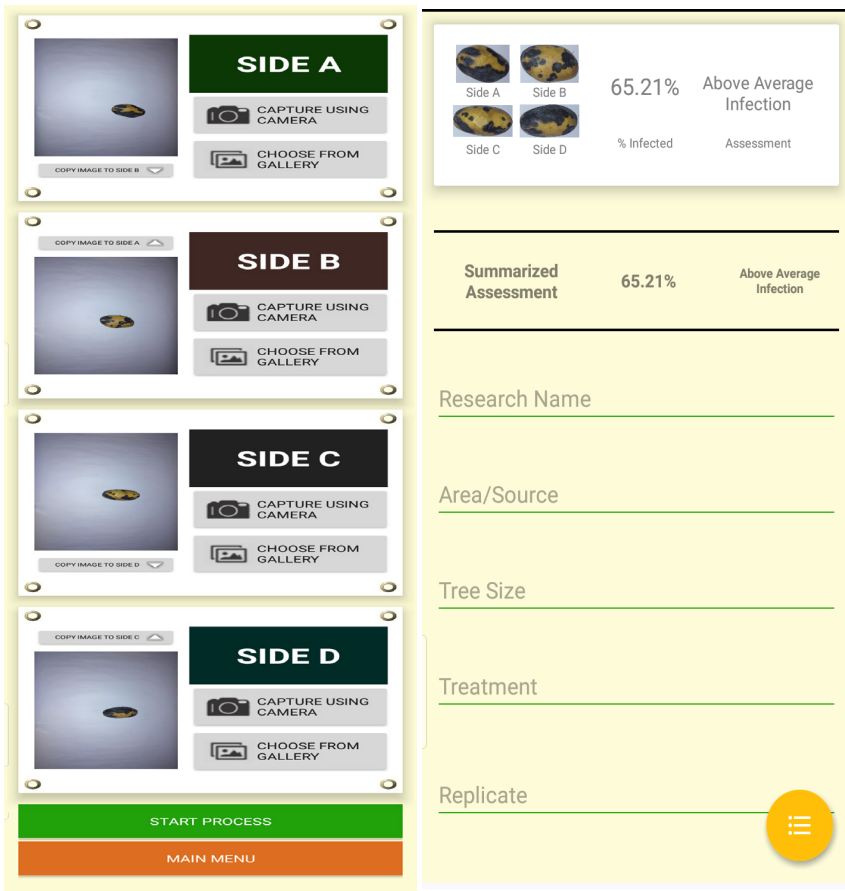 SIDE A
CAPTURE USING
CAMERA
CHOOSE FROM
GALLERY
COPY IMAGE TO SIDE B
COPY IMAGE TO SIDE A
SIDE B
CAPTURE USING
CAMERA
CHOOSE FROM
GALLERY
SIDE C
CAPTURE USING
CAMERA
CHOOSE FROM
GALLERY
COPY IMAGE TO SIDE D
COPY IMAGE TO SIDE C
SIDE D
CAPTURE USING
CAMERA
CHOOSE FROM
GALLERY
START PROCESS
MAIN MENU
Side A
Side B
Side C
Side D
65.21%
% Infected
Above Average
Infection
Assessment
Summarized
Assessment
65.21%
Above Average
Infection
Research Name
Area/Source
Tree Size
Treatment
Replicate